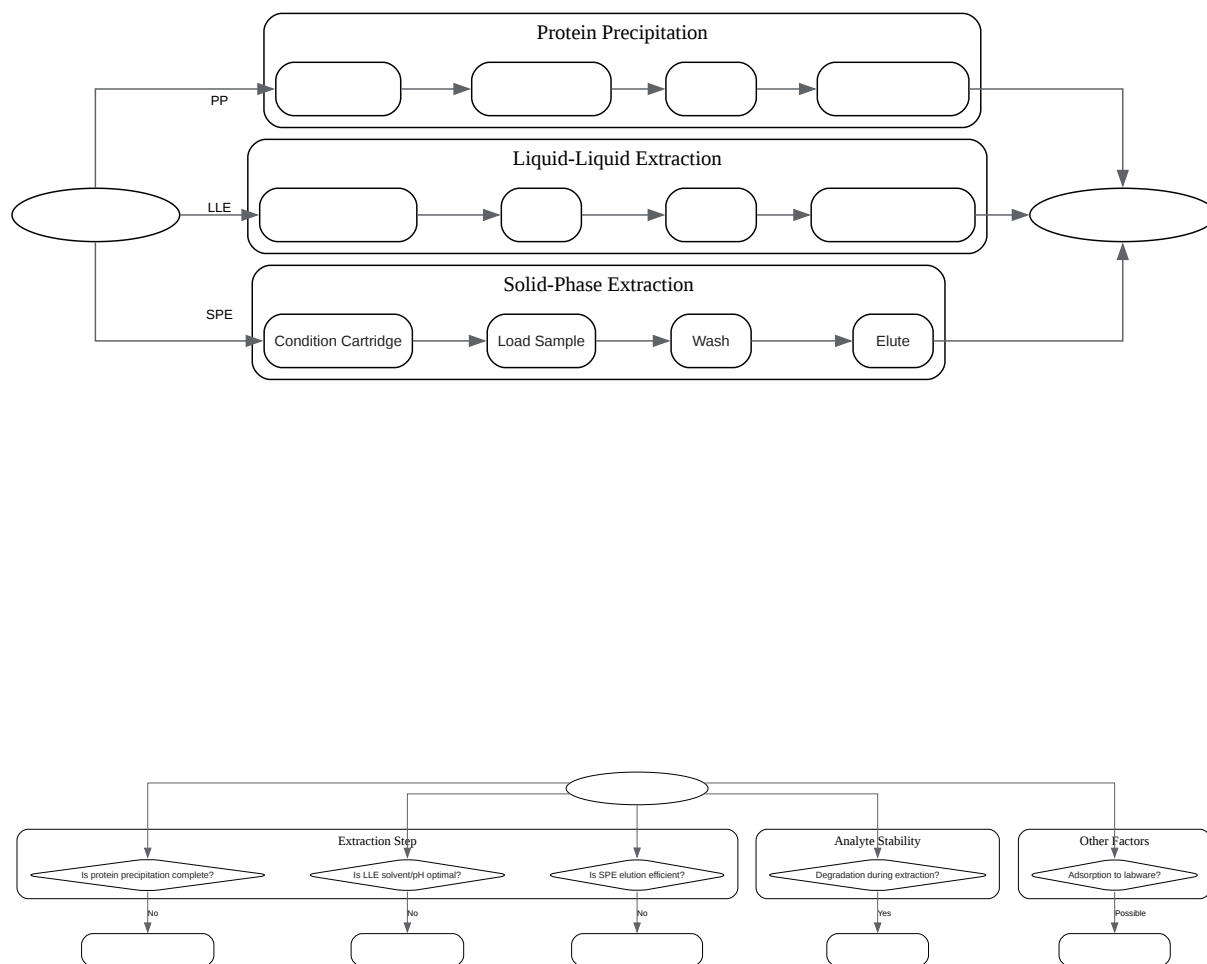 Protein Precipitation
PP
Liquid-Liquid Extraction
LLE
Solid-Phase Extraction
SPE
Condition Cartridge
Load Sample
Wash
Elute
Extraction Step
Analyte Stability
Other Factors
Is protein precipitation complete?
Is LLE solvent/pH optimal?
Is SPE elution efficient?
Degradation during extraction?
Adsorption to labware?
No
No
No
Yes
Possible